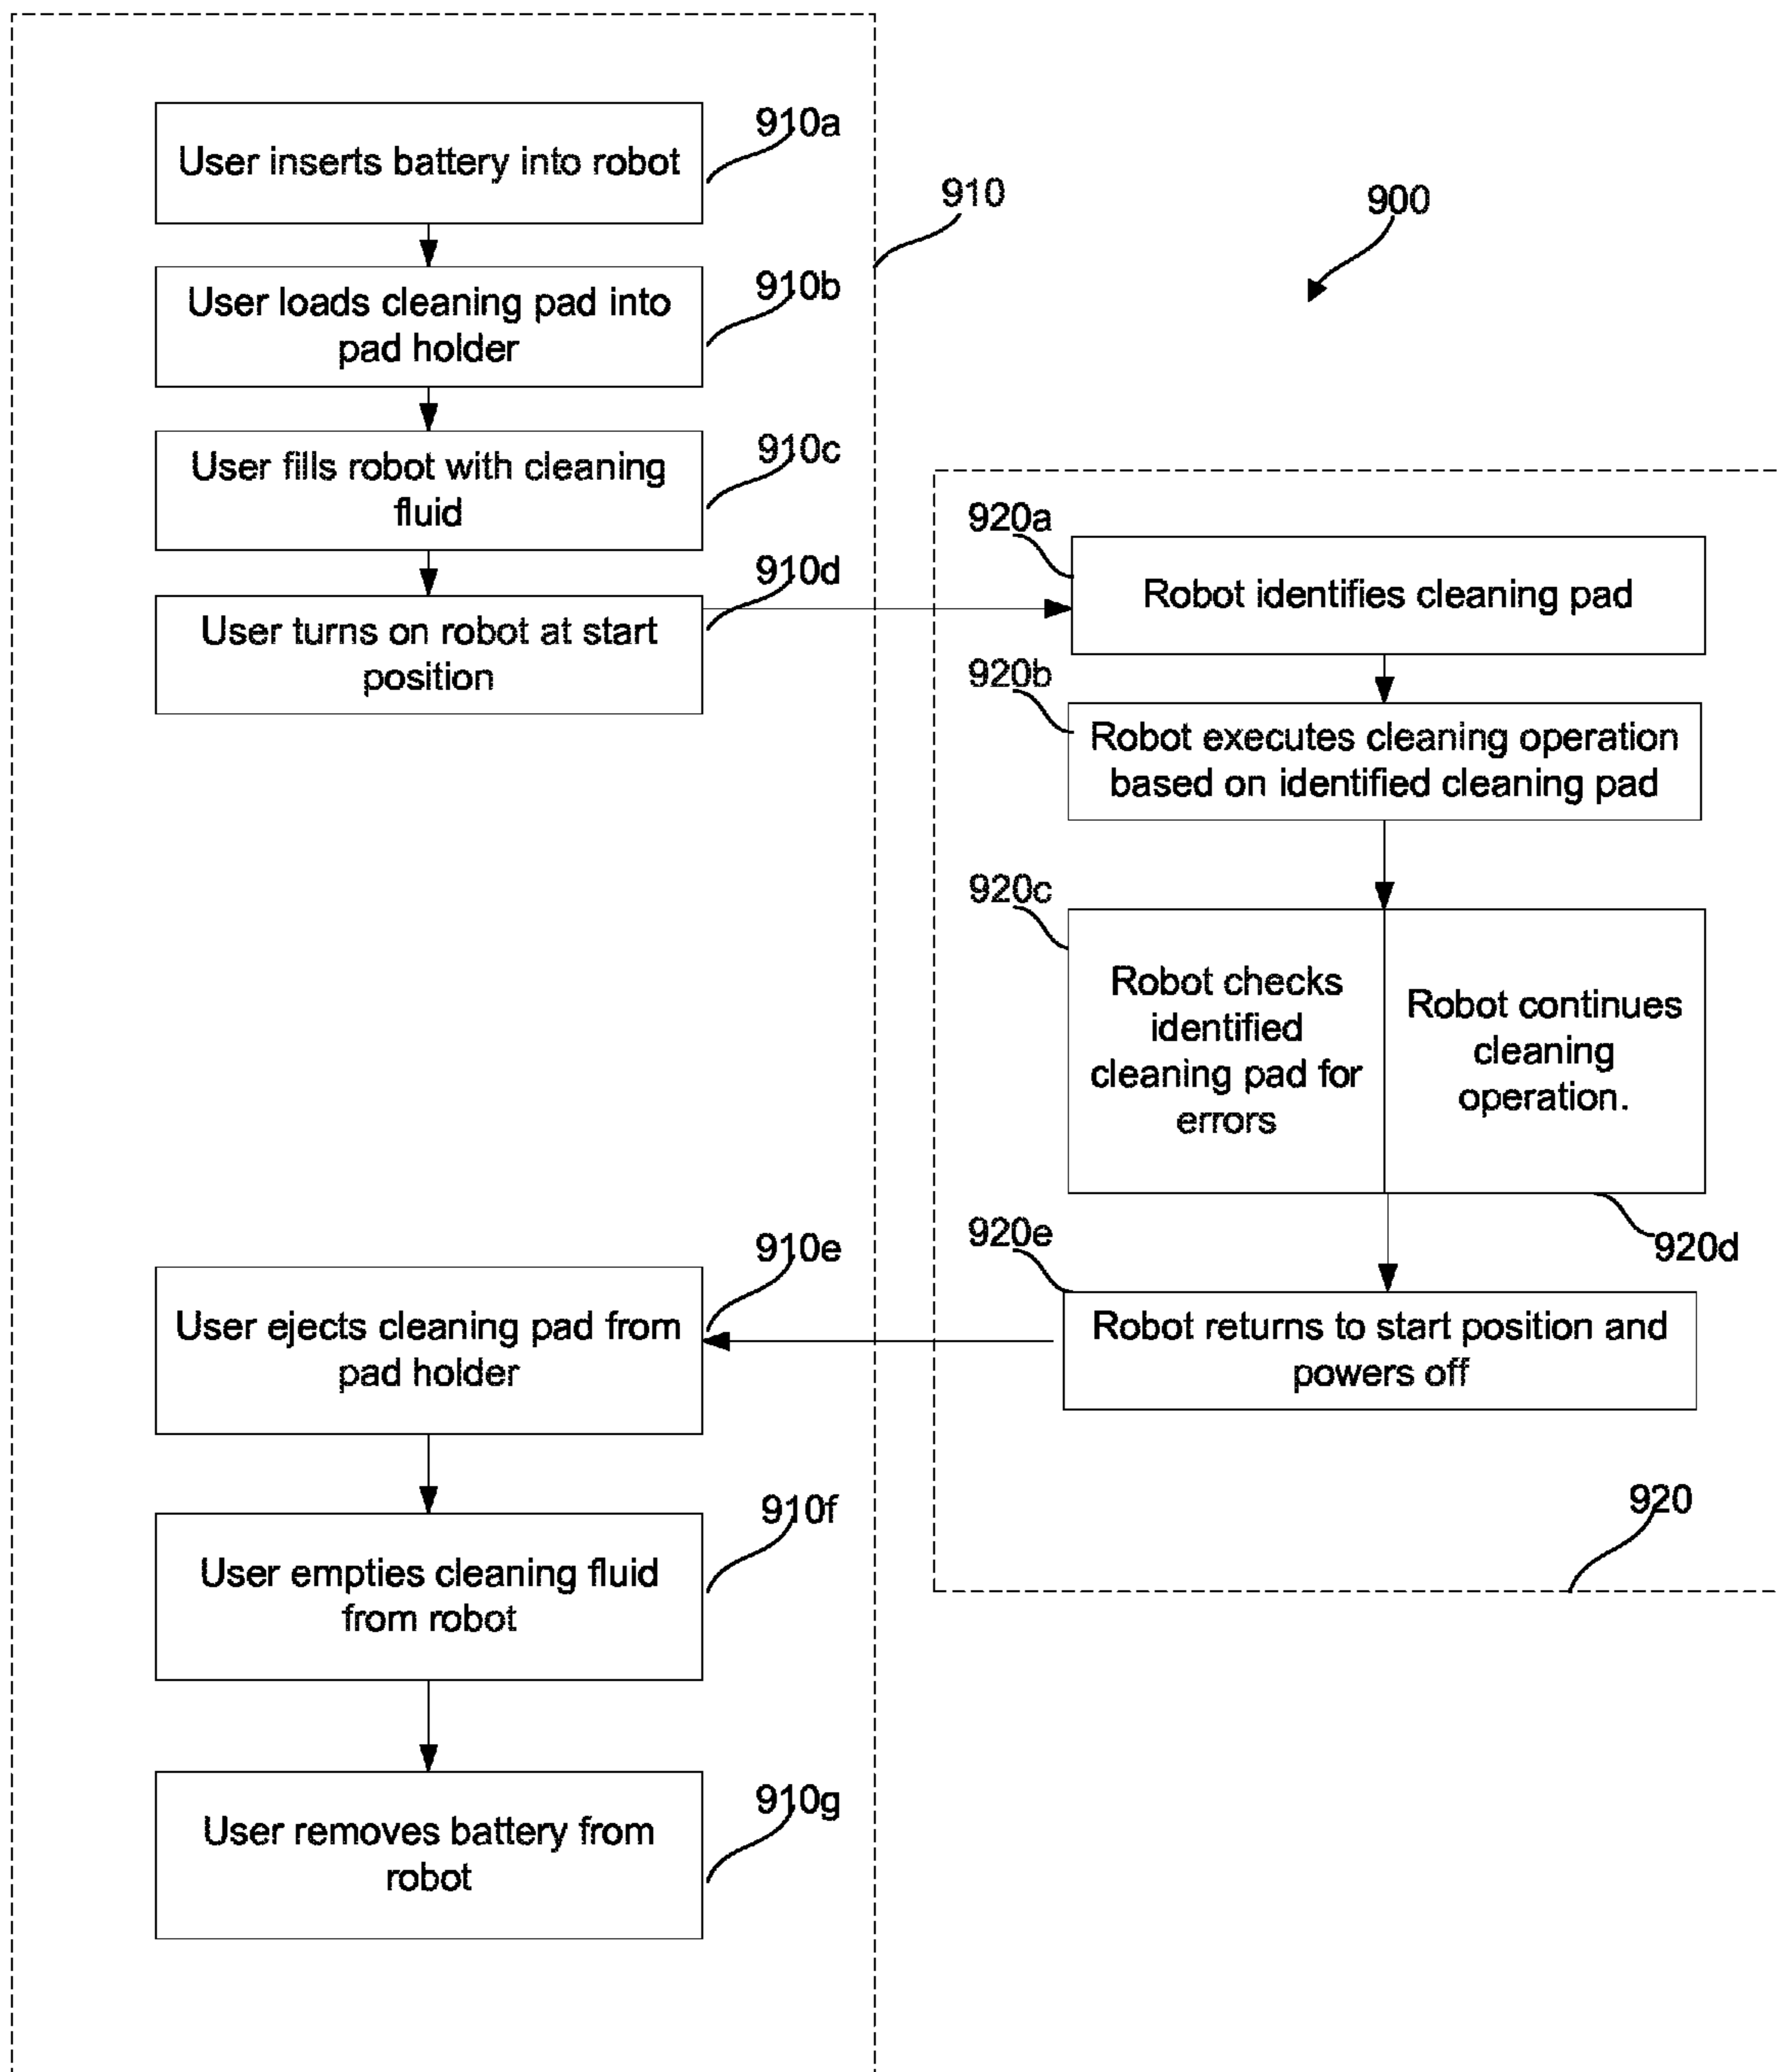 910a
User inserts battery into robot
910
900
910b
User loads cleaning pad into
pad holder
910c
User fills robot with cleaning
fluid
910d
User turns on robot at start
position
920a
Robot identifies cleaning pad
920b
Robot executes cleaning operation
based on identified cleaning pad
920c
Robot checks
identified
cleaning pad for
errors
Robot continues
cleaning
operation.
920d
920e
Robot returns to start position and
powers off
910e
User ejects cleaning pad from
pad holder
920
910f
User empties cleaning fluid
from robot
910g
User removes battery from
robot